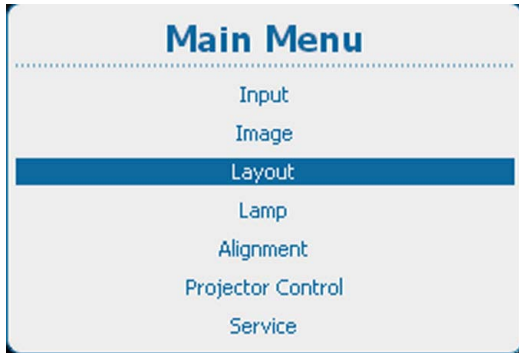 Main Menu
Input
Image
Layout
Lamp
Alignment
Projector Control
Service